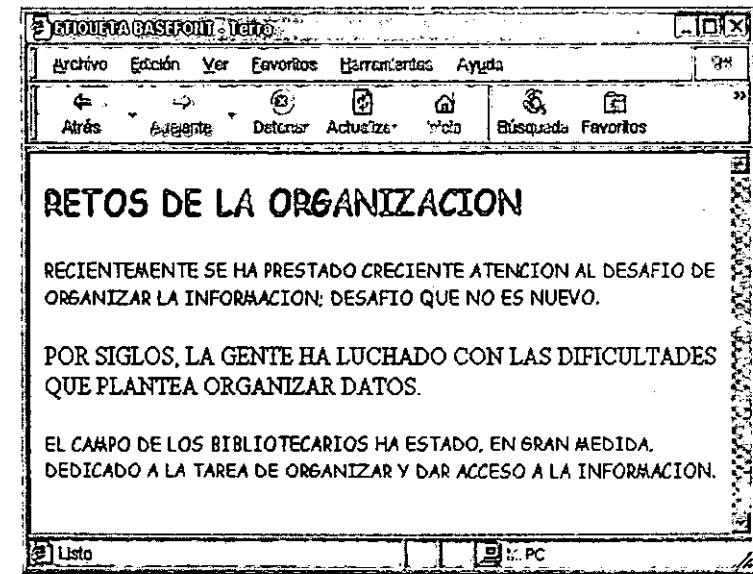 ETIQUETA BASEFONT - Terra
Archivo Edición Ver Favoritos Herramientas Ayuda
Atrás Adelante Detener Actualizar Inicio Búsqueda Favoritos »
RETOS DE LA ORGANIZACION
RECIENTEMENTE SE HA PRESTADO CRECIENTE ATENCION AL DESAFIO DE
ORGANIZAR LA INFORMACION; DESAFIO QUE NO ES NUEVO.
POR SIGLOS, LA GENTE HA LUCHADO CON LAS DIFICULTADES
QUE PLANTEA ORGANIZAR DATOS.
EL CAMPO DE LOS BIBLIOTECARIOS HA ESTADO, EN GRAN MEDIDA,
DEDICADO A LA TAREA DE ORGANIZAR Y DAR ACCESO A LA INFORMACION.
Listo PC